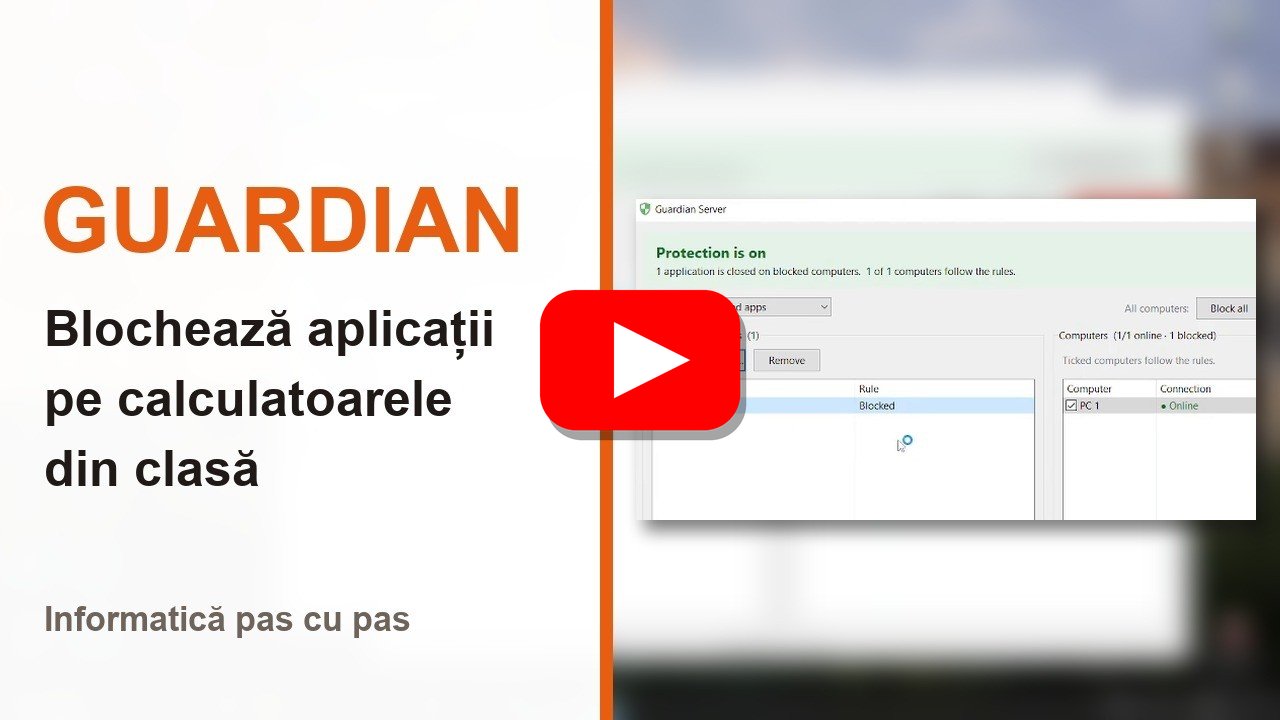 GUARDIAN
Blochează aplicații
pe calculatoarele
din clasă
Informatică pas cu pas
Guardian Server
Protection is on
1 application is closed on blocked computers. 1 of 1 computers follow the rules.
apps
All computers:
Block all
(1)
Remove
Rule
Blocked
Computers (1/1 online · 1 blocked)
Ticked computers follow the rules.
Computer
Connection
PC 1
• Online